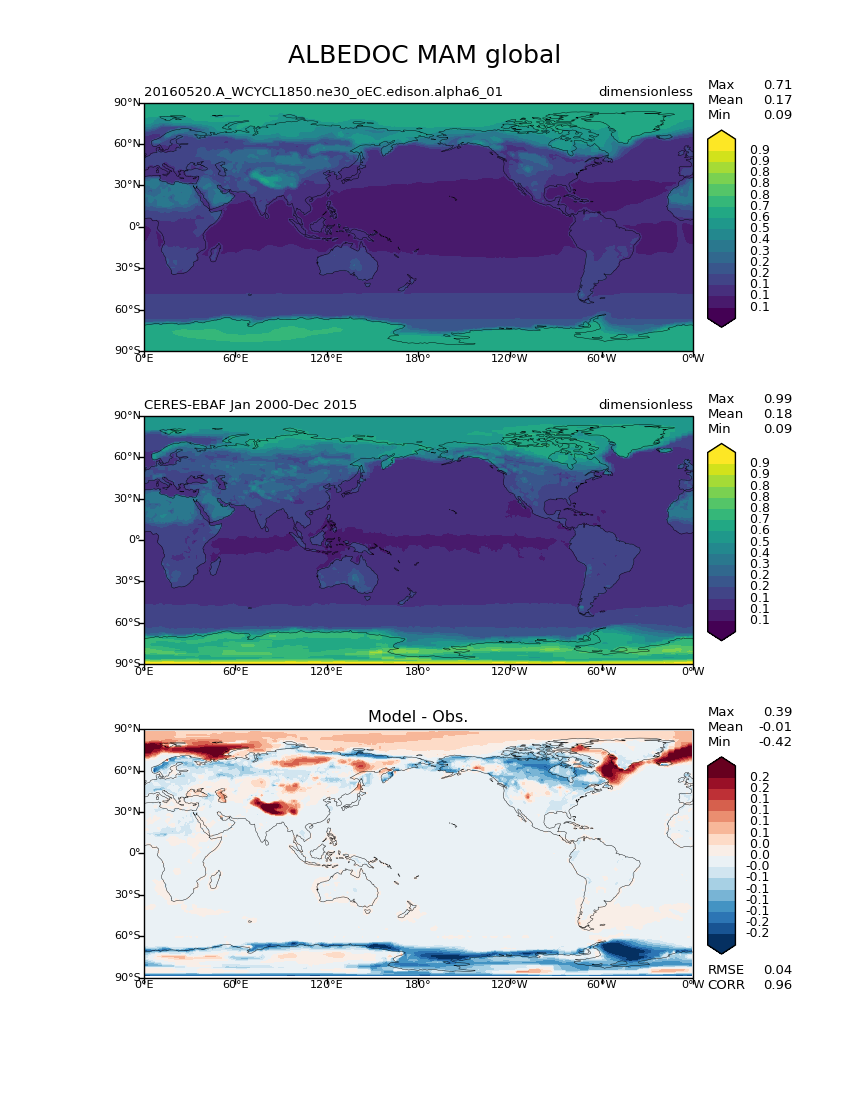 ALBEDOC MAM global
20160520.A_WCYCL1850.ne30_oEC.edison.alpha6_01 dimensionless
Max 0.71
Mean 0.17
Min 0.09
90°N
60°N
30°N
0°
30°S
60°S
90°S
0°E 60°E 120°E 180° 120°W 60°W 0°W
0.9
0.9
0.8
0.8
0.8
0.7
0.6
0.5
0.4
0.3
0.2
0.2
0.1
0.1
0.1
CERES-EBAF Jan 2000-Dec 2015 dimensionless
Max 0.99
Mean 0.18
Min 0.09
90°N
60°N
30°N
0°
30°S
60°S
90°S
0°E 60°E 120°E 180° 120°W 60°W 0°W
0.9
0.9
0.8
0.8
0.8
0.7
0.6
0.5
0.4
0.3
0.2
0.2
0.1
0.1
0.1
Model - Obs.
Max 0.39
Mean -0.01
Min -0.42
90°N
60°N
30°N
0°
30°S
60°S
90°S
0°E 60°E 120°E 180° 120°W 60°W 0°W
0.2
0.2
0.1
0.1
0.1
0.1
0.0
0.0
-0.0
-0.1
-0.1
-0.1
-0.1
-0.2
-0.2
RMSE 0.04
CORR 0.96